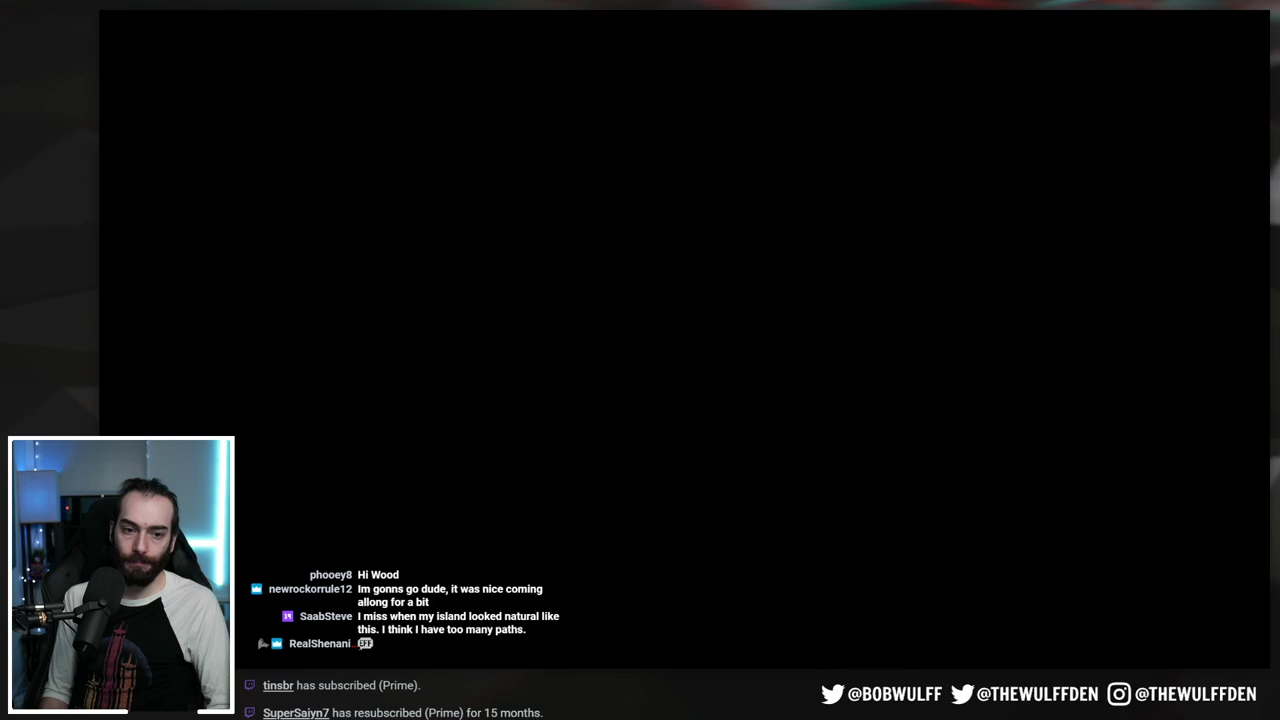 phooey8 Hi Wood
newrockorrule12 Im gonns go dude, it was nice coming
allong for a bit
SaabSteve I miss when my island looked natural like
this. I think I have too many paths.
RealShenani...
tinsbr has subscribed (Prime).
SuperSaiyn7 has resubscribed (Prime) for 15 months.
@BOBWULFF @THEWULFFDEN @THEWULFFDEN